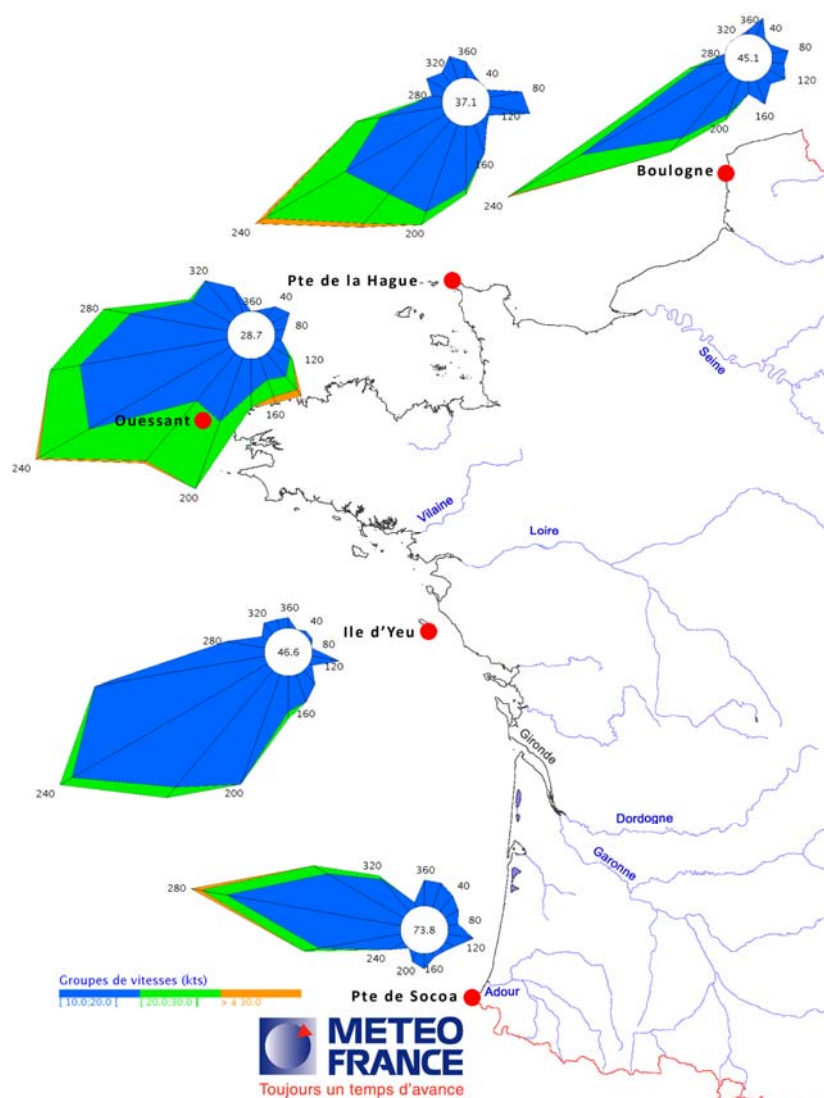 360
320
40
280
37.1
80
120
160
240
200
360
320
40
280
45.1
80
120
160
200
240
Boulogne
Pte de la Hague
320
360
40
280
28.7
80
120
160
Ouessant
240
200
Seine
Vilaine
Loire
360
320
40
280
46.6
80
120
160
240
200
Ile d'Yeu
Gironde
Dordogne
Garonne
320
360
40
280
73.8
80
120
240
200
160
Groupes de vitesses (kts)
[ 10.0;20.0 [ [ 20.0;30.0 [
Pte de Socoa
Adour
METEO
FRANCE
Toujours un temps d'avance